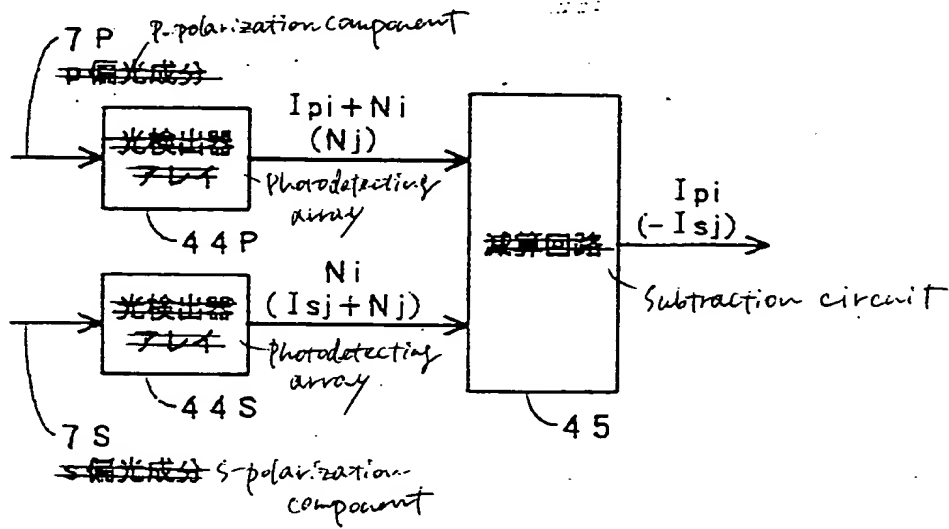 7P P-polarization component
p偏光成分
Ipi+Ni
(Nj)
光検出器
アレイ
Photodetecting
array
44P
Ipi
(-Isj)
減算回路
Subtraction circuit
Ni
(Isj+Nj)
光検出器
アレイ
Photodetecting
array
44S
45
7S
s偏光成分 S-polarization
component